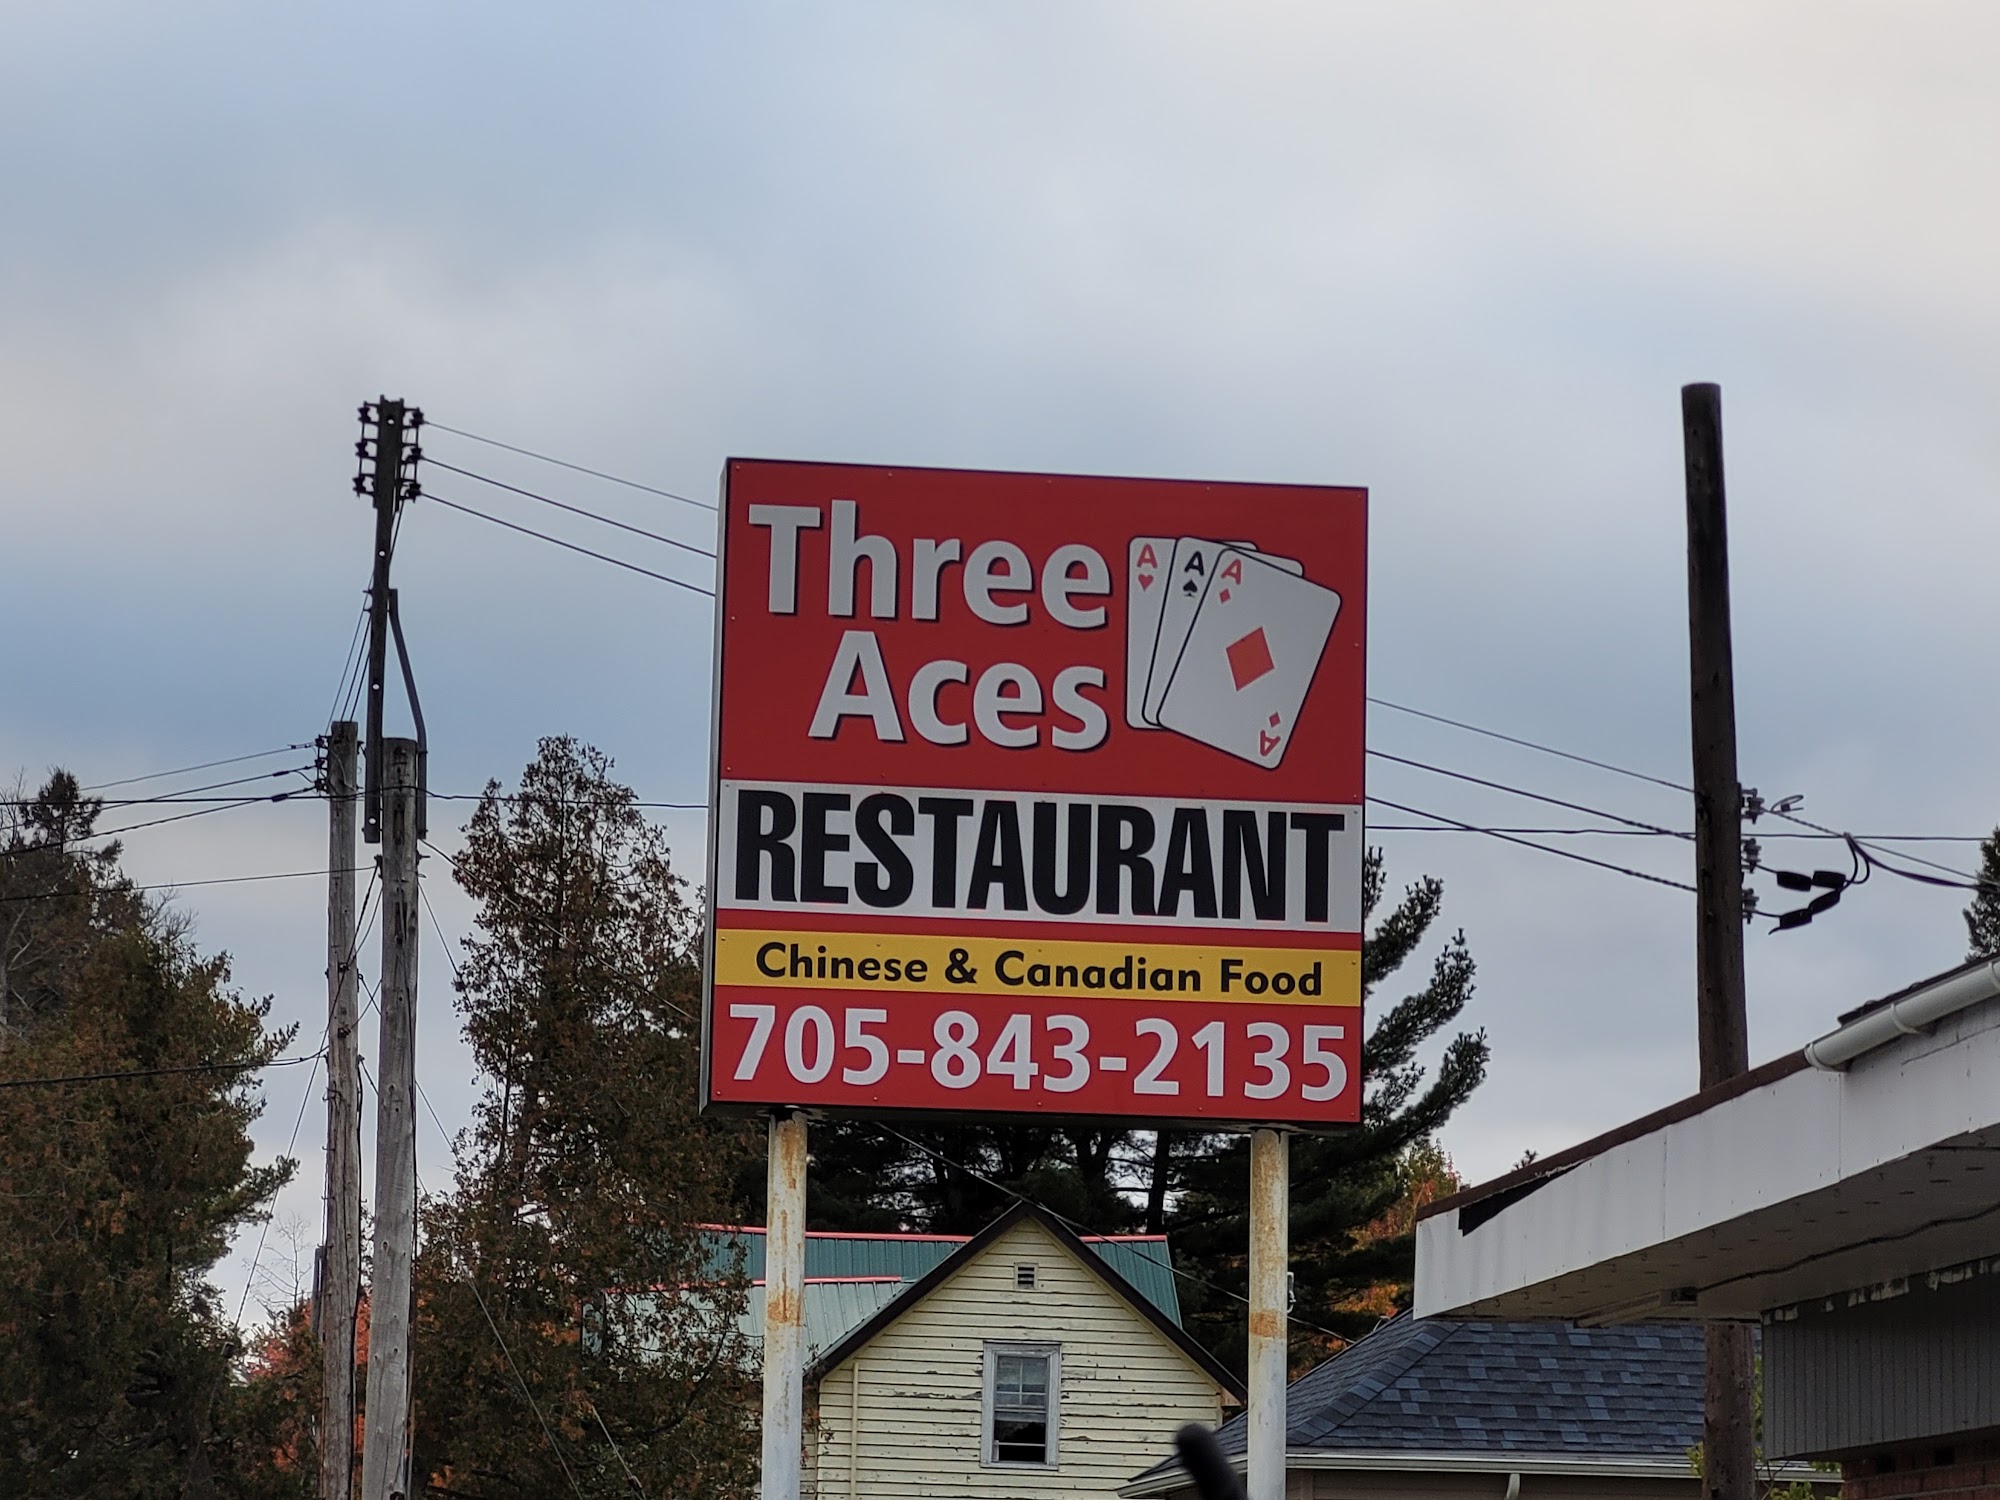 Three
Aces
A A A
A
RESTAURANT
Chinese & Canadian Food
705-843-2135